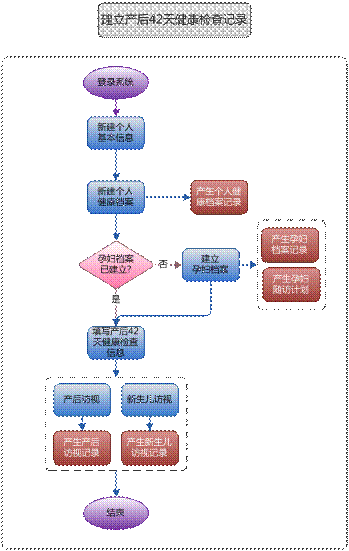 建立产后42天健康检查记录
登录系统
新建个人
基本信息
新建个人
健康档案
产生个人健
康档案记录
孕妇档案
已建立?
否
建立
孕妇档案
产生孕妇
档案记录
产生孕妇
随访计划
是
填写产后42
天健康检查
信息
产后访视
新生儿访视
产生产后
访视记录
产生新生儿
访视记录
结束